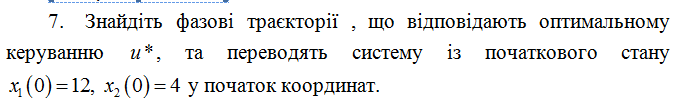 7. Знайдіть фазові траєкторії , що відповідають оптимальному
керуванню u*, та переводять систему із початкового стану
x₁(0)=12, x₂(0)=4 у початок координат.